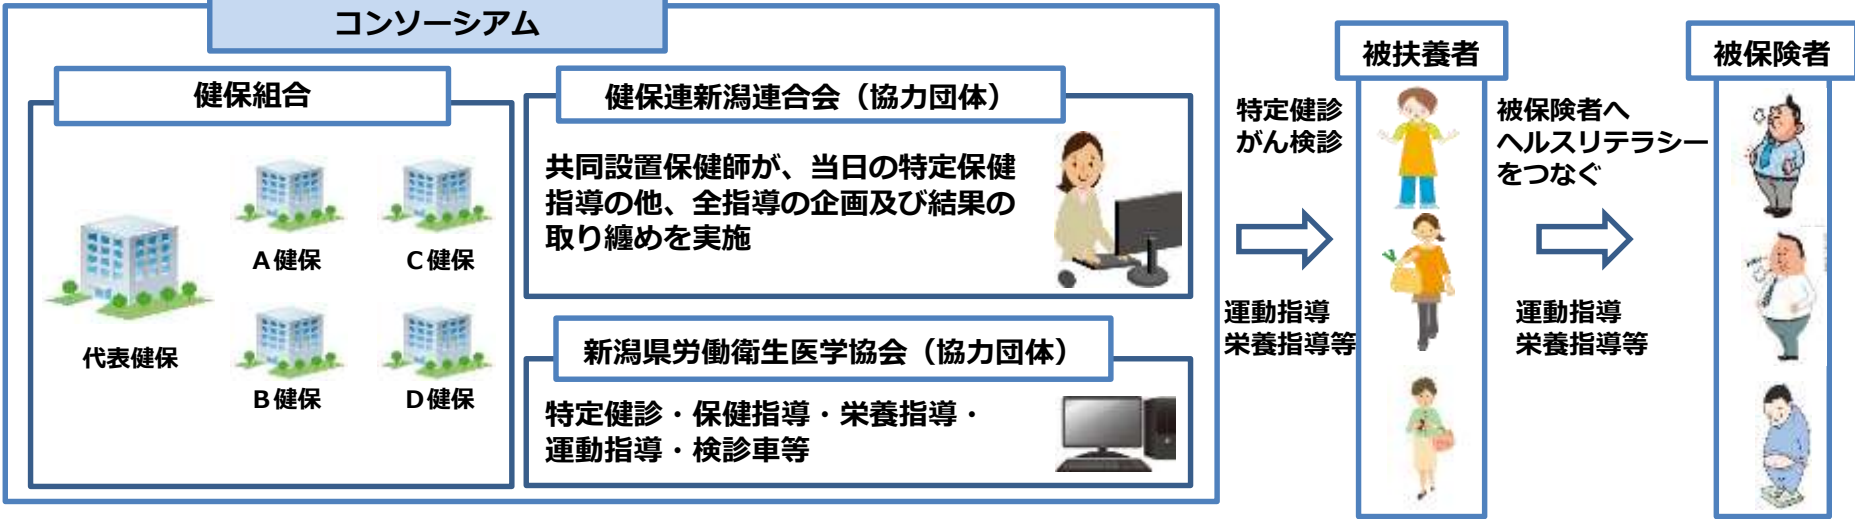 コンソーシアム
健保組合
代表健保
A健保
C健保
B健保
D健保
健保連新潟連合会（協力団体）
共同設置保健師が、当日の特定保健
指導の他、全指導の企画及び結果の
取り纏めを実施
新潟県労働衛生医学協会（協力団体）
特定健診・保健指導・栄養指導・
運動指導・検診車等
特定健診
がん検診
運動指導
栄養指導等
被扶養者
被保険者へ
ヘルスリテラシー
をつなぐ
運動指導
栄養指導等
被保険者